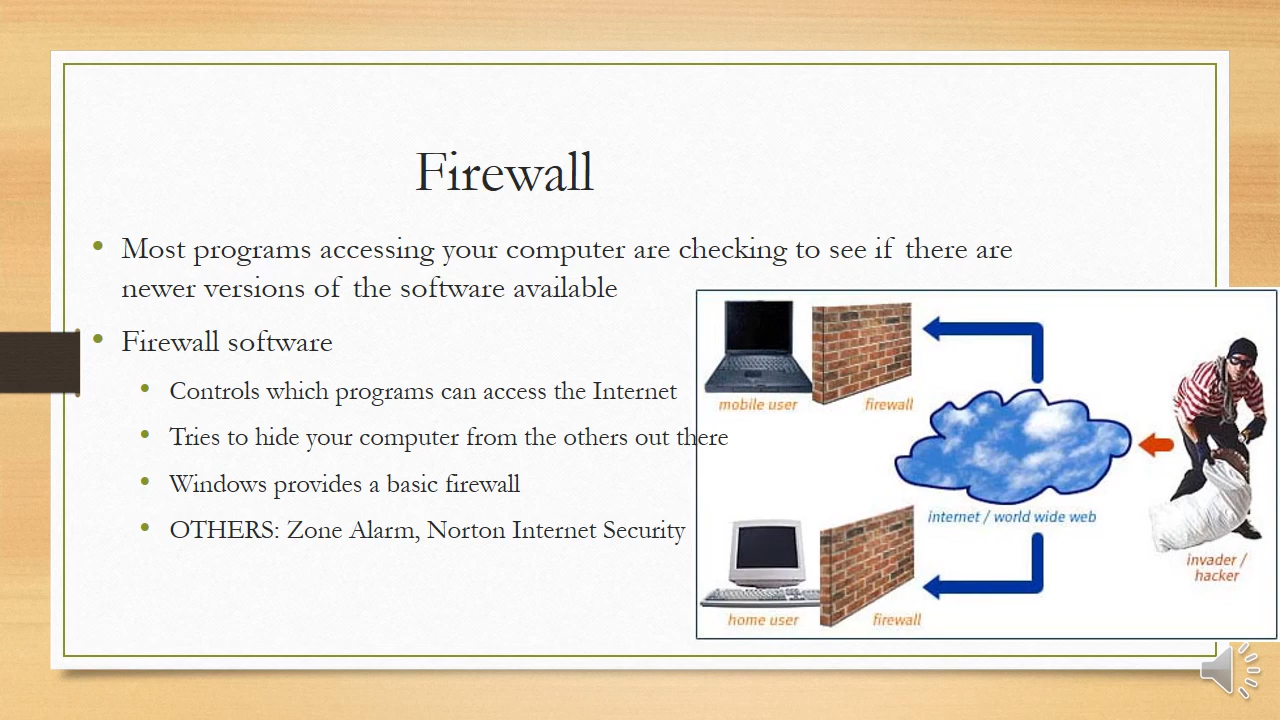 Firewall
• Most programs accessing your computer are checking to see if there are
newer versions of the software available
• Firewall software
• Controls which programs can access the Internet
• Tries to hide your computer from the others out there
• Windows provides a basic firewall
• OTHERS: Zone Alarm, Norton Internet Security
mobile user
firewall
internet / world wide web
invader /
hacker
home user
firewall